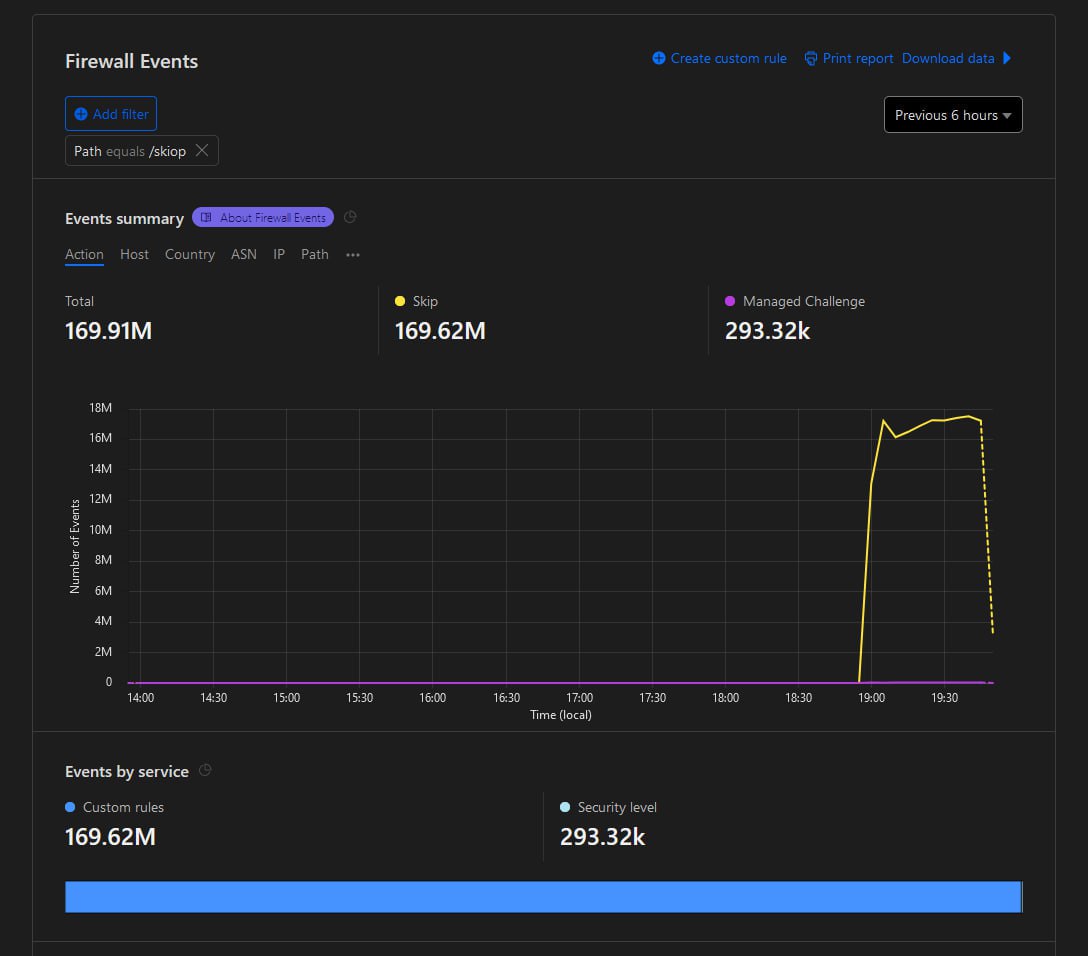 Firewall Events
Create custom rule Print report Download data
Add filter
Previous 6 hours
Path equals /skiop
Events summary About Firewall Events
Action Host Country ASN IP Path
Total
169.91M
Skip
169.62M
Managed Challenge
293.32k
Number of Events
18M
16M
14M
12M
10M
8M
6M
4M
2M
0
14:00 14:30 15:00 15:30 16:00 16:30 17:00 17:30 18:00 18:30 19:00 19:30
Time (local)
Events by service
Custom rules
169.62M
Security level
293.32k